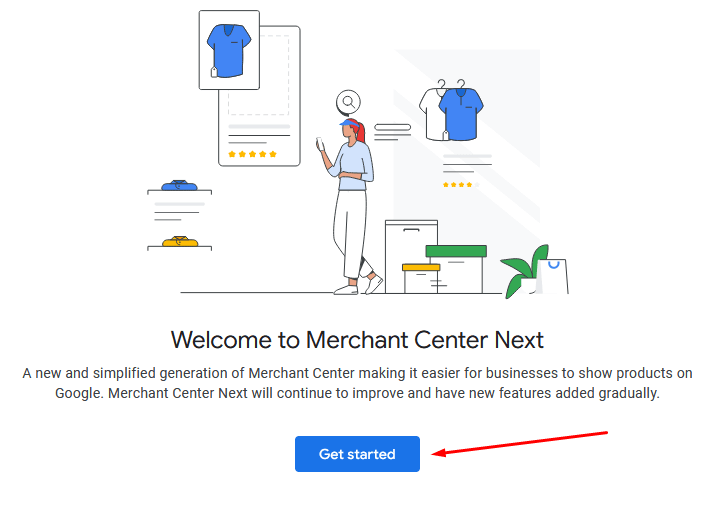 Welcome to Merchant Center Next
A new and simplified generation of Merchant Center making it easier for businesses to show products on
Google. Merchant Center Next will continue to improve and have new features added gradually.
Get started